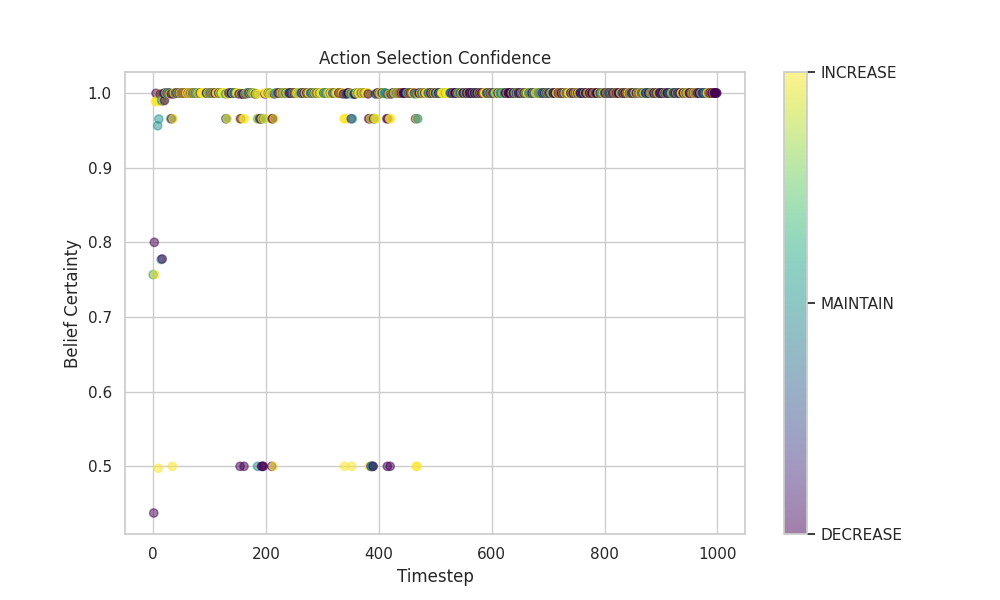 Action Selection Confidence
1.0
0.9
0.8
0.7
0.6
0.5
Belief Certainty
0 200 400 600 800 1000
Timestep
INCREASE
MAINTAIN
DECREASE